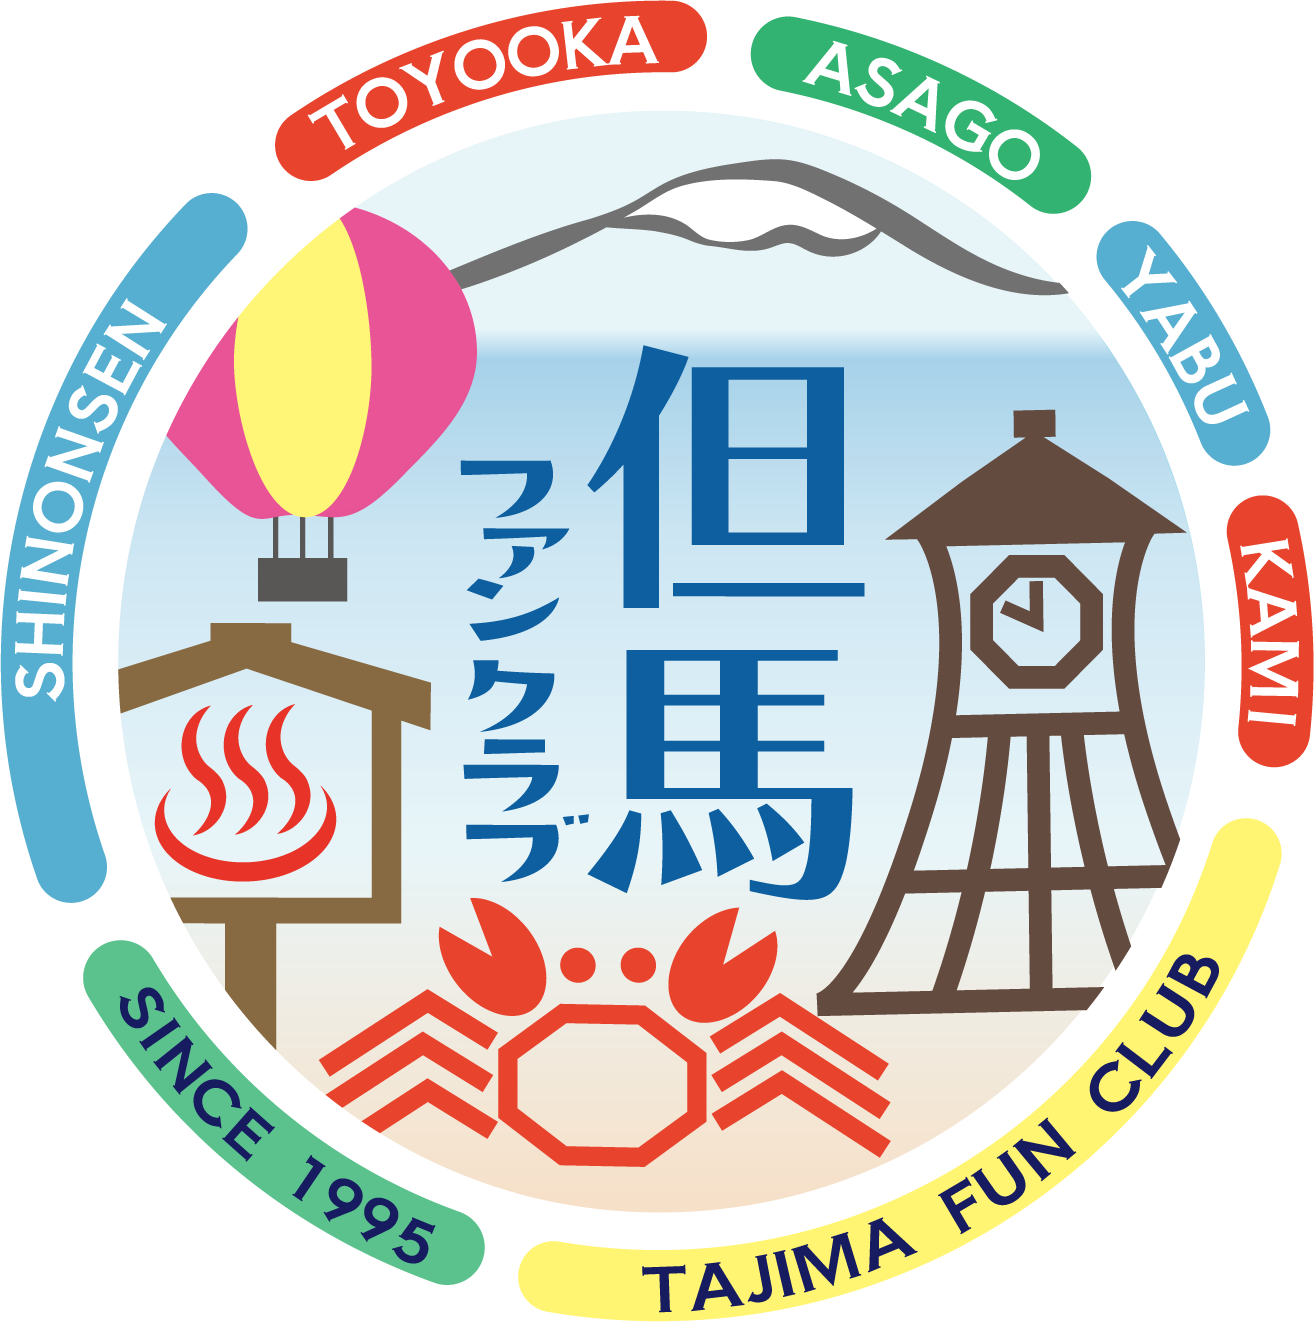 SHINONSEN
TOYOOKA
ASAGO
YABU
KAMI
但馬
ファンクラブ
SINCE 1995
TAJIMA FUN CLUB